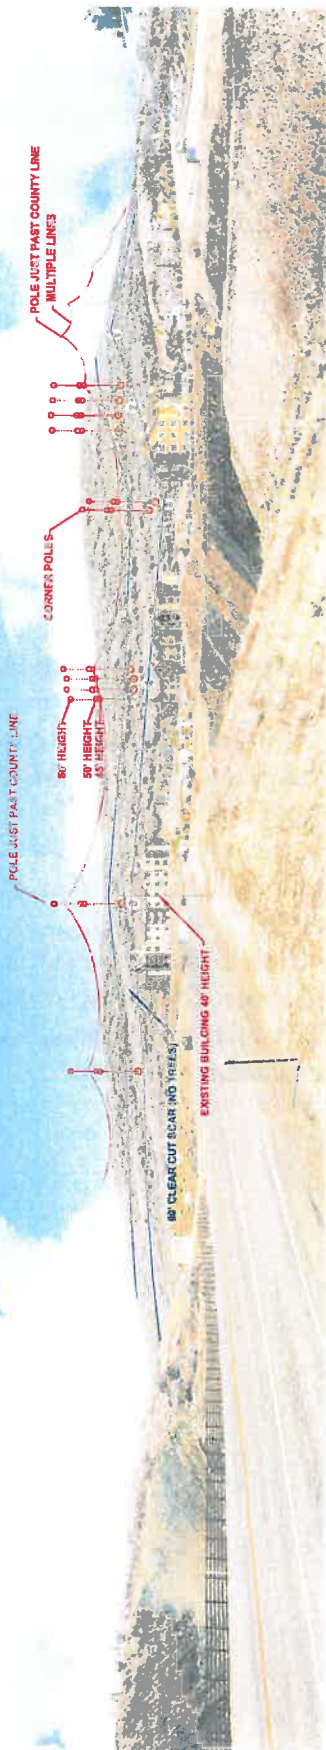 POLE JUST PAST COUNTY LINE
POLE JUST PAST COUNTY LINE
MULTIPLE LINES
CORNER POLES
80' HEIGHT
50' HEIGHT
45' HEIGHT
CLEAR CUT SCAR (NO TREES)
EXISTING BUILDING 40' HEIGHT